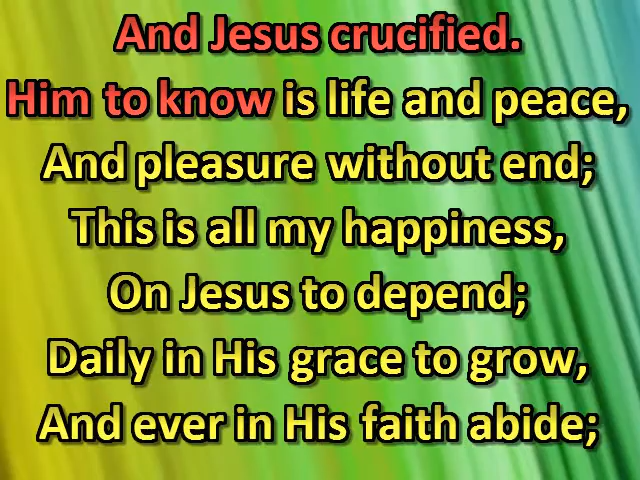 And Jesus crucified.
Him to know is life and peace,
And pleasure without end;
This is all my happiness,
On Jesus to depend;
Daily in His grace to grow,
And ever in His faith abide;